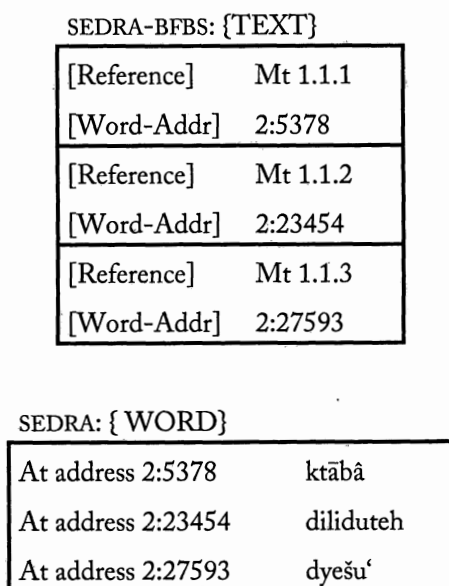 SEDRA-BFBS: {TEXT}
[Reference] Mt 1.1.1
[Word-Addr] 2:5378
[Reference] Mt 1.1.2
[Word-Addr] 2:23454
[Reference] Mt 1.1.3
[Word-Addr] 2:27593
SEDRA: { WORD}
At address 2:5378 ktābâ
At address 2:23454 diliduteh
At address 2:27593 dyešu‘